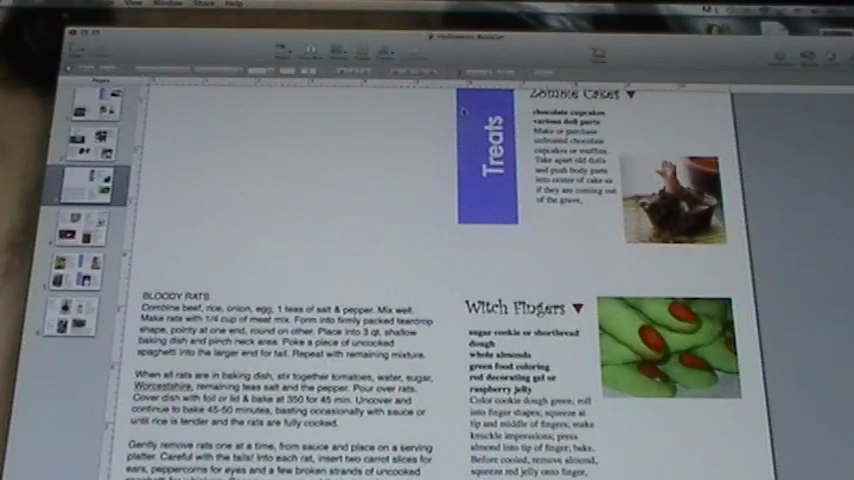 View Window Share Help
Halloween Booklet
Pages
Treats
Zombie Cakes
chocolate cupcakes
various doll parts
Make or purchase
unfrosted chocolate
cupcakes or muffins.
Take apart old dolls
and push body parts
into center of cake so
if they are coming out
of the grave.
BLOODY RATS
Combine beef, rice, onion, egg, 1 teas of salt & pepper. Mix well.
Make rats with 1/4 cup of meat mix. Form into firmly packed teardrop
shape, pointy at one end, round on other. Place into 3 qt. shallow
baking dish and pinch neck area. Poke a piece of uncooked
spaghetti into the larger end for tail. Repeat with remaining mixture.
When all rats are in baking dish, stir together tomatoes, water, sugar,
Worcestshire, remaining teas salt and the pepper. Pour over rats.
Cover dish with foil or lid & bake at 350 for 45 min. Uncover and
continue to bake 45-50 minutes, basting occasionally with sauce or
until rice is tender and the rats are fully cooked.
Gently remove rats one at a time, from sauce and place on a serving
platter. Careful with the tails! Into each rat, insert two carrot slices for
ears, peppercorns for eyes and a few broken strands of uncooked
Witch Fingers
sugar cookie or shortbread
dough
whole almonds
green food coloring
red decorating gel or
raspberry jelly
Color cookie dough green; roll
into finger shapes; squeeze at
tip and middle of fingers; make
knuckle impressions; press
almond into tip of finger; bake.
Before cooled, remove almond,
squeeze red jelly onto finger,